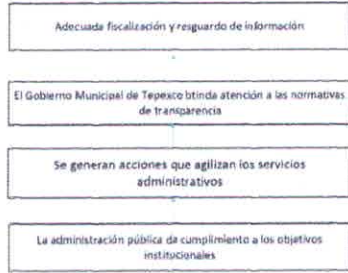 Adecuada fiscalización y resguardo de información
El Gobierno Municipal de Tepexco btinda atención a las normativas
de transparencia
Se generan acciones que agilizan los servicios
administrativos
La administración pública da cumplimiento a los objetivos
institucionales